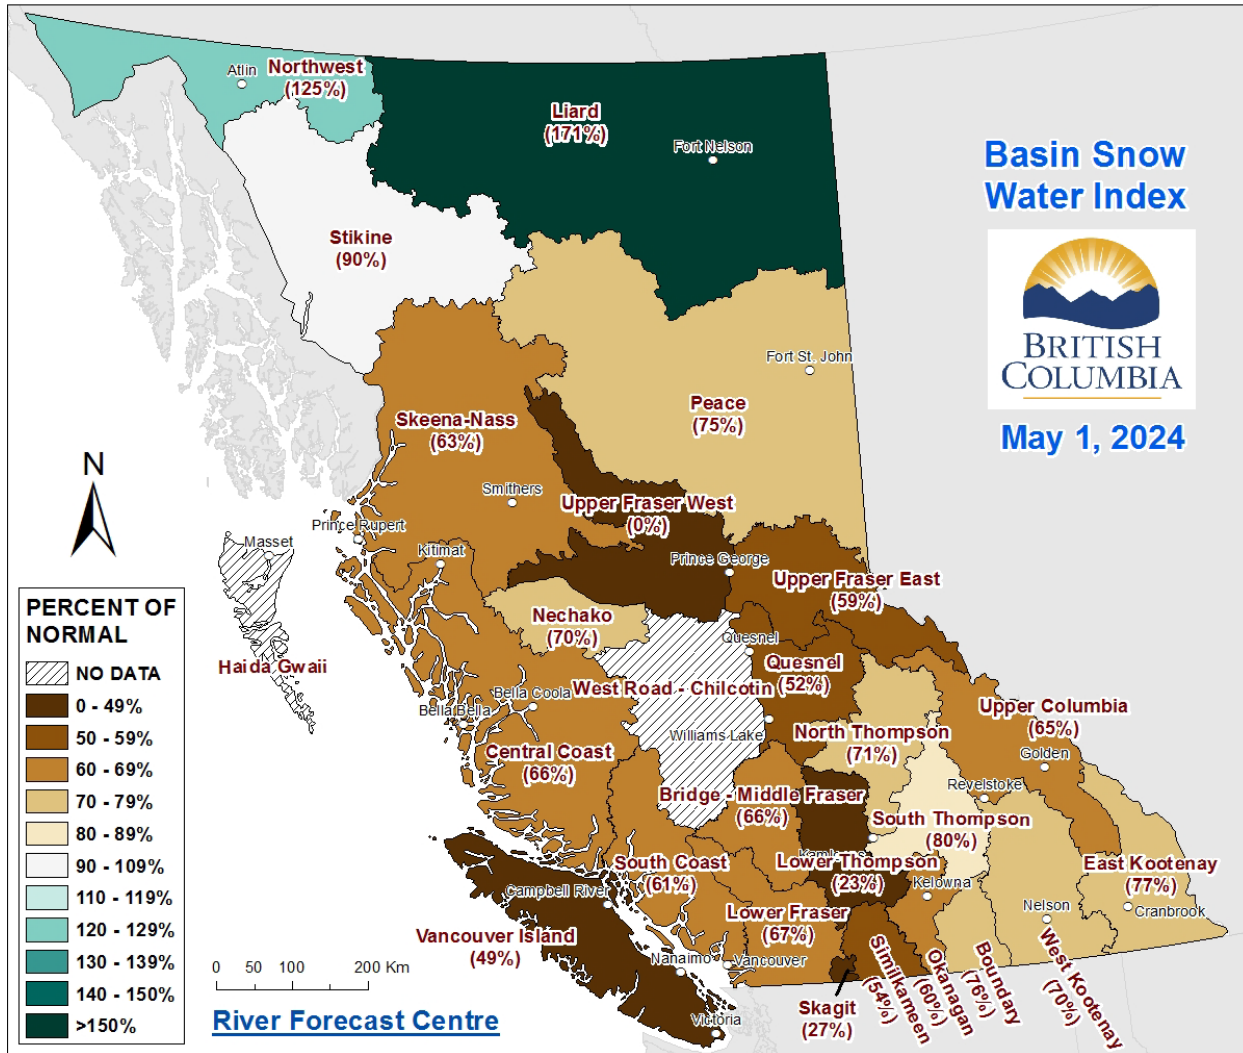 Atlin
Northwest
(125%)
Liard
(171%)
Fort Nelson
Basin Snow
Water Index
BRITISH
COLUMBIA
May 1, 2024
Stikine
(90%)
Fort St. John
Peace
(75%)
Skeena-Nass
(63%)
Smithers
Upper Fraser West
(0%)
N
Prince Rupert
Masset
Kitimat
Prince George
Upper Fraser East
(59%)
Nechako
(70%)
Quesnel
Quesnel
(52%)
Haida Gwaii
West Road - Chilcotin
Bella Coola
Bella Bella
Williams Lake
Upper Columbia
(65%)
Golden
North Thompson
(71%)
Central Coast
(66%)
Revelstoke
Bridge - Middle Fraser
(66%)
South Thompson
(80%)
South Coast
(61%)
Lower Thompson
(23%)
Kelowna
East Kootenay
(77%)
Cranbrook
Campbell River
Lower Fraser
(67%)
Nelson
Vancouver Island
(49%)
Nanaimo
Vancouver
Victoria
Skagit
(27%)
Similkameen
(54%)
Okanagan
(60%)
Boundary
(76%)
West Kootenay
(70%)
PERCENT OF
NORMAL
NO DATA
0 - 49%
50 - 59%
60 - 69%
70 - 79%
80 - 89%
90 - 109%
110 - 119%
120 - 129%
130 - 139%
140 - 150%
>150%
0 50 100 200 Km
River Forecast Centre